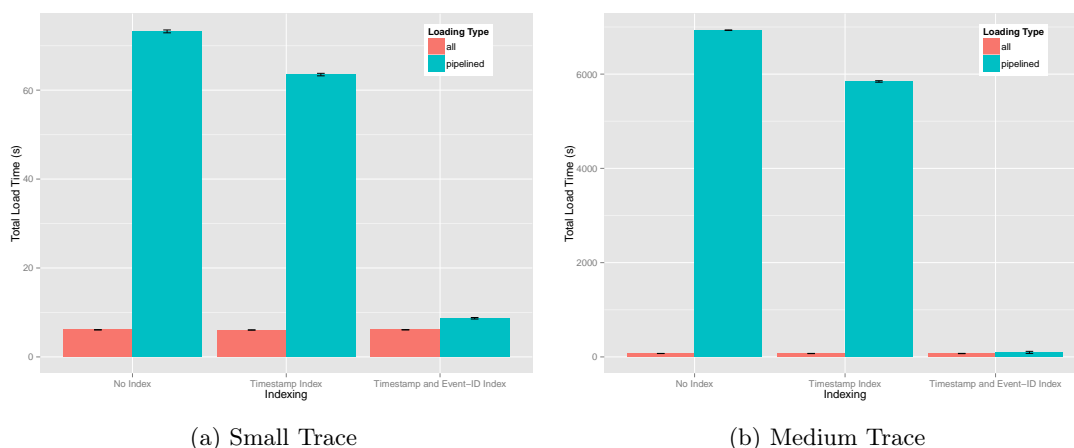 Loading Type
all
pipelined
60
40
20
0
Total Load Time (s)
No Index
Timestamp Index
Timestamp and Event−ID Index
Indexing
(a) Small Trace
Loading Type
all
pipelined
6000
4000
2000
0
Total Load Time (s)
No Index
Timestamp Index
Timestamp and Event−ID Index
Indexing
(b) Medium Trace